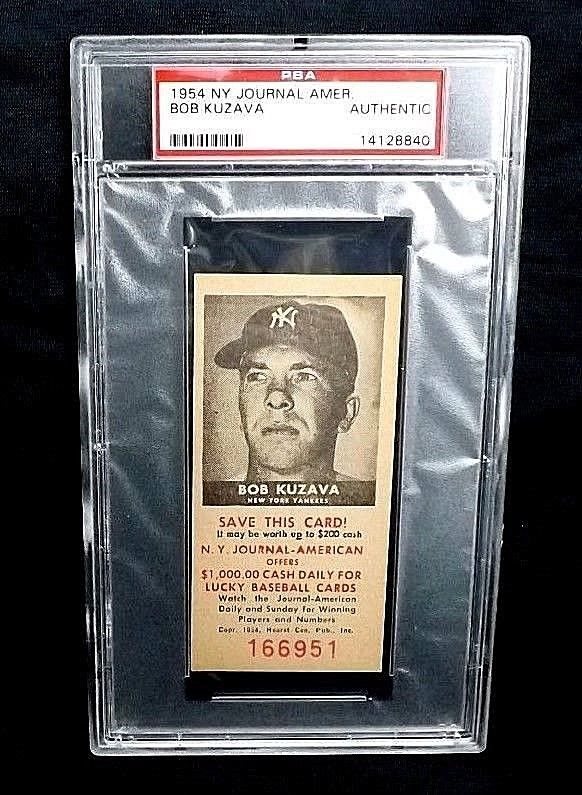 PSA
1954 NY JOURNAL AMER.
BOB KUZAVA AUTHENTIC
14128840
NY
BOB KUZAVA
NEW YORK YANKEES
SAVE THIS CARD!
It may be worth up to $200 cash
N.Y. JOURNAL-AMERICAN
OFFERS
$1,000.00 CASH DAILY FOR
LUCKY BASEBALL CARDS
Watch the Journal-American
Daily and Sunday for Winning
Players and Numbers
Copr. 1954, Hearst Con. Pub., Inc.
166951